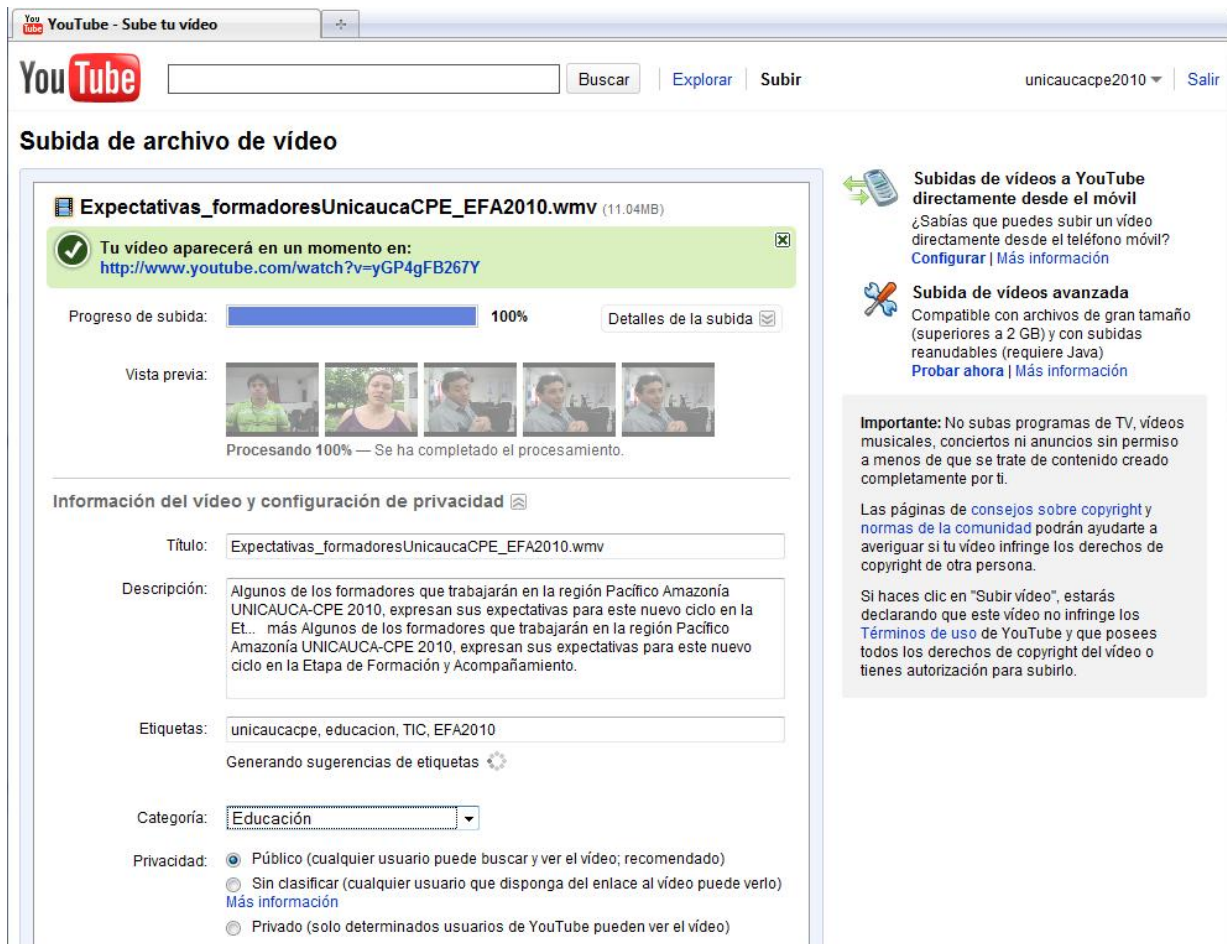 YouTube - Sube tu vídeo
YouTube
Buscar
Explorar
Subir
unicaucacpe2010
Salir
Subida de archivo de vídeo
Expectativas_formadoresUnicaucaCPE_EFA2010.wmv (11.04MB)
Tu vídeo aparecerá en un momento en:
http://www.youtube.com/watch?v=yGP4gFB267Y
Progreso de subida:
100%
Detalles de la subida
Vista previa:
Procesando 100% — Se ha completado el procesamiento.
Información del vídeo y configuración de privacidad
Título:
Expectativas_formadoresUnicaucaCPE_EFA2010.wmv
Descripción:
Algunos de los formadores que trabajarán en la región Pacífico Amazonía
UNICAUCA-CPE 2010, expresan sus expectativas para este nuevo ciclo en la
Et... más Algunos de los formadores que trabajarán en la región Pacífico
Amazonía UNICAUCA-CPE 2010, expresan sus expectativas para este nuevo
ciclo en la Etapa de Formación y Acompañamiento.
Etiquetas:
unicaucacpe, educacion, TIC, EFA2010
Generando sugerencias de etiquetas
Categoría:
Educación
Privacidad:
Público (cualquier usuario puede buscar y ver el vídeo; recomendado)
Sin clasificar (cualquier usuario que disponga del enlace al vídeo puede verlo)
Más información
Privado (solo determinados usuarios de YouTube pueden ver el vídeo)
Subidas de vídeos a YouTube
directamente desde el móvil
¿Sabías que puedes subir un vídeo
directamente desde el teléfono móvil?
Configurar | Más información
Subida de vídeos avanzada
Compatible con archivos de gran tamaño
(superiores a 2 GB) y con subidas
reanudables (requiere Java)
Probar ahora | Más información
Importante: No subas programas de TV, vídeos
musicales, conciertos ni anuncios sin permiso
a menos de que se trate de contenido creado
completamente por ti.
Las páginas de consejos sobre copyright y
normas de la comunidad podrán ayudarte a
averiguar si tu vídeo infringe los derechos de
copyright de otra persona.
Si haces clic en "Subir vídeo", estarás
declarando que este vídeo no infringe los
Términos de uso de YouTube y que posees
todos los derechos de copyright del vídeo o
tienes autorización para subirlo.